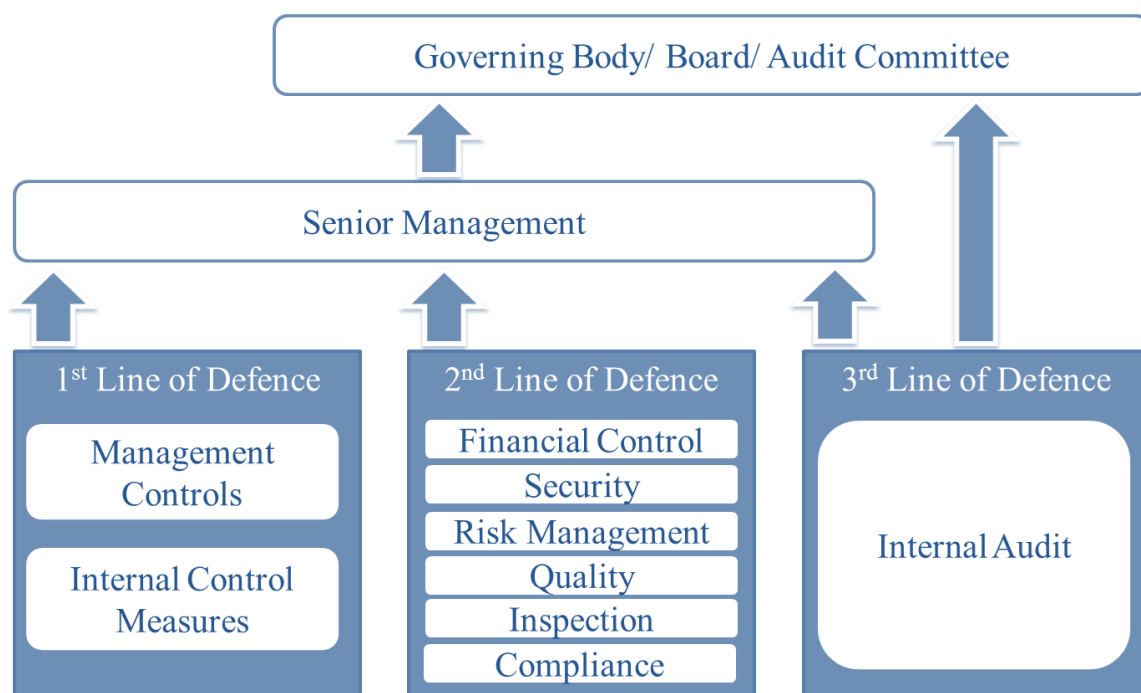 Governing Body/ Board/ Audit Committee
Senior Management
1st Line of Defence
Management
Controls
Internal Control
Measures
2nd Line of Defence
Financial Control
Security
Risk Management
Quality
Inspection
Compliance
3rd Line of Defence
Internal Audit